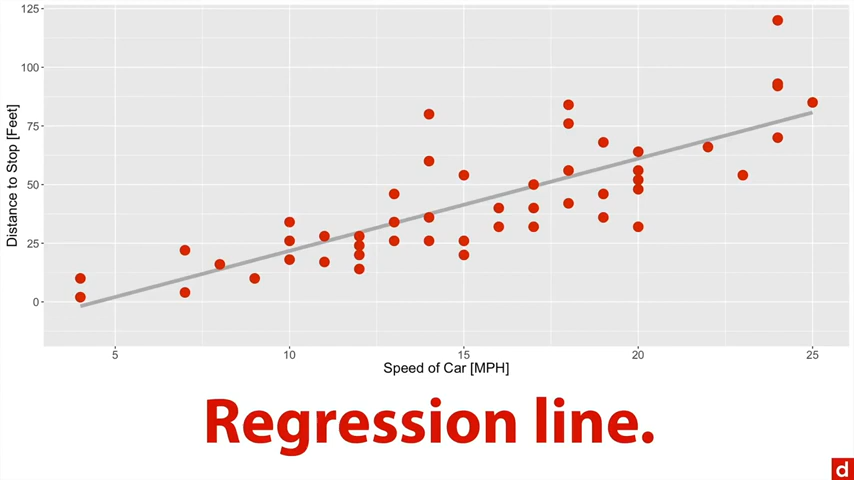 125
100
75
50
25
0
Distance to Stop [Feet]
5 10 15 20 25
Speed of Car [MPH]
Regression line.
d